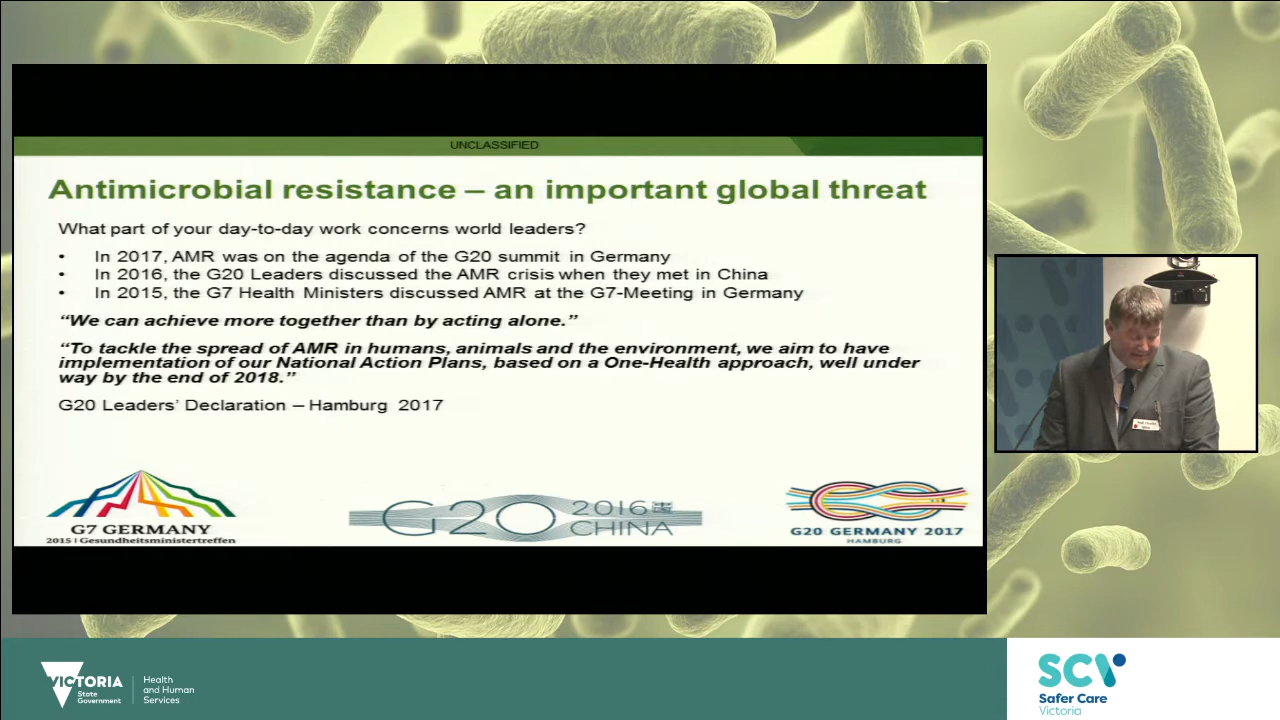 UNCLASSIFIED
Antimicrobial resistance – an important global threat
What part of your day-to-day work concerns world leaders?
• In 2017, AMR was on the agenda of the G20 summit in Germany
• In 2016, the G20 Leaders discussed the AMR crisis when they met in China
• In 2015, the G7 Health Ministers discussed AMR at the G7-Meeting in Germany
“We can achieve more together than by acting alone.”
“To tackle the spread of AMR in humans, animals and the environment, we aim to have
implementation of our National Action Plans, based on a One-Health approach, well under
way by the end of 2018.”
G20 Leaders’ Declaration – Hamburg 2017
G7 GERMANY
2015 | Gesundheitsministertreffen
G20 2016
CHINA
G20 GERMANY 2017
HAMBURG
VICTORIA
State
Government
Health
and Human
Services
SCV
Safer Care
Victoria